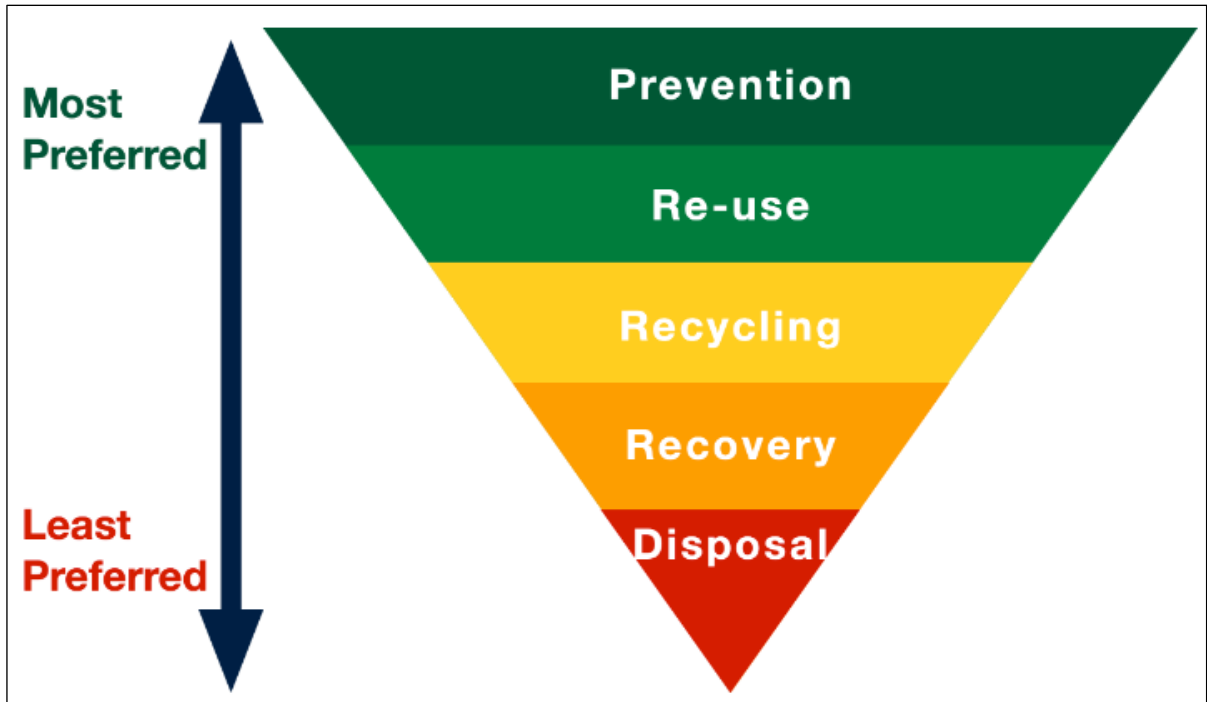 Most
Preferred
Prevention
Re-use
Recycling
Recovery
Disposal
Least
Preferred